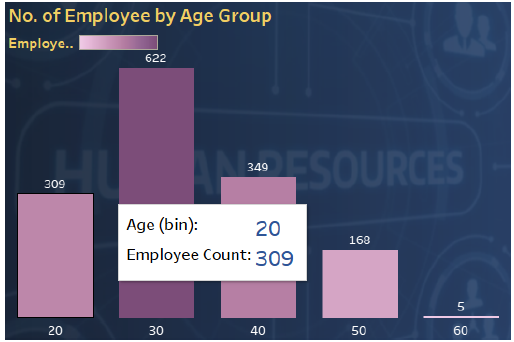 No. of Employee by Age Group
Employe..
622
309
349
HUMAN RESOURCES
Age (bin): 20
Employee Count: 309
168
5
20 30 40 50 60